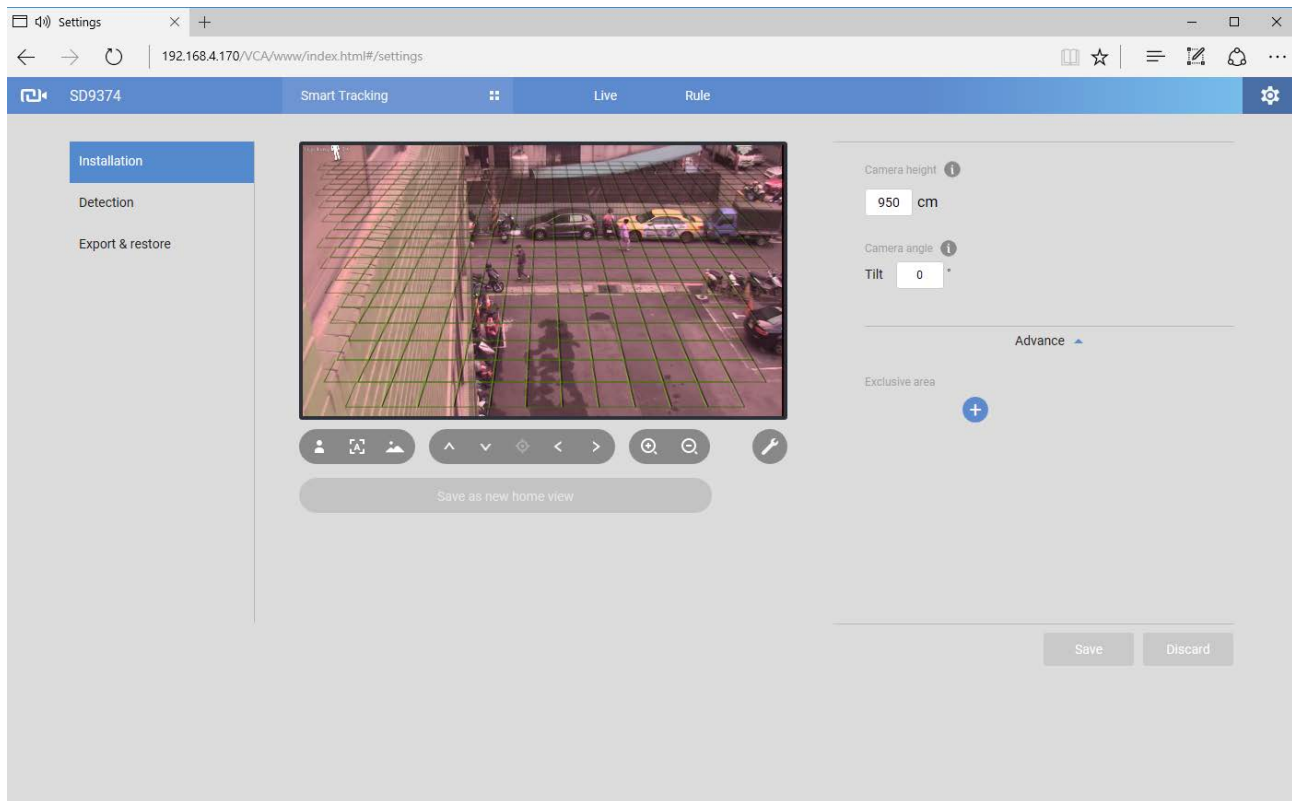 Settings
192.168.4.170/VCA/www/index.html#/settings
SD9374
Smart Tracking
Live
Rule
Installation
Detection
Export & restore
Camera height
950 cm
Camera angle
Tilt 0 °
Advance
Exclusive area
Save as new home view
Save
Discard